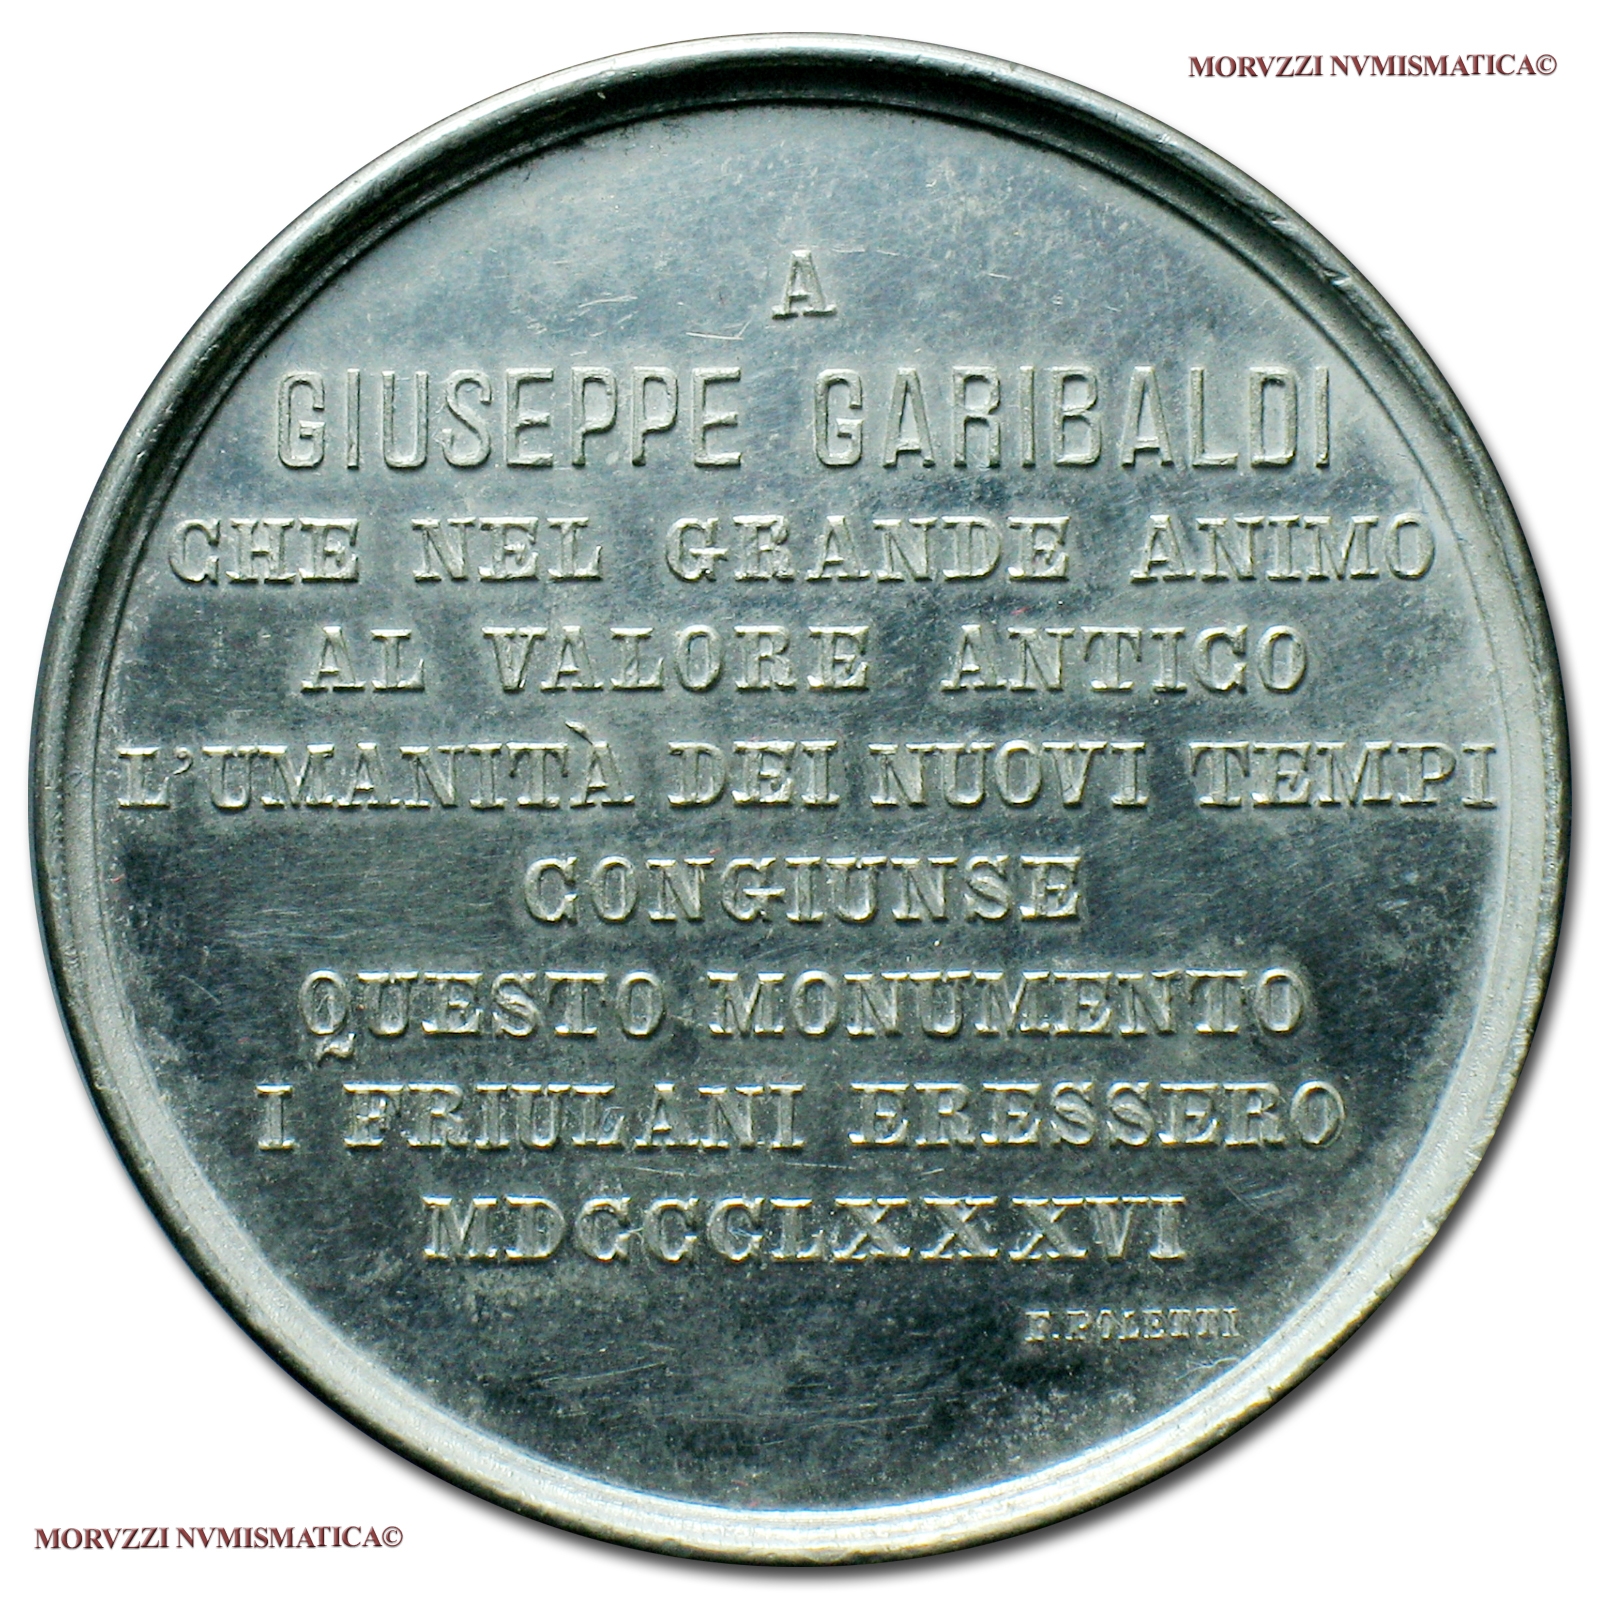 MORVZZI NVMISMATICA©
A
GIUSEPPE GARIBALDI
CHE NEL GRANDE ANIMO
AL VALORE ANTICO
L'UMANITÀ DEI NUOVI TEMPI
CONGIUNSE
QUESTO MONUMENTO
I FRIULANI ERESSERO
MDCCCLXXXVI
F. POLETTI
MORVZZI NVMISMATICA©